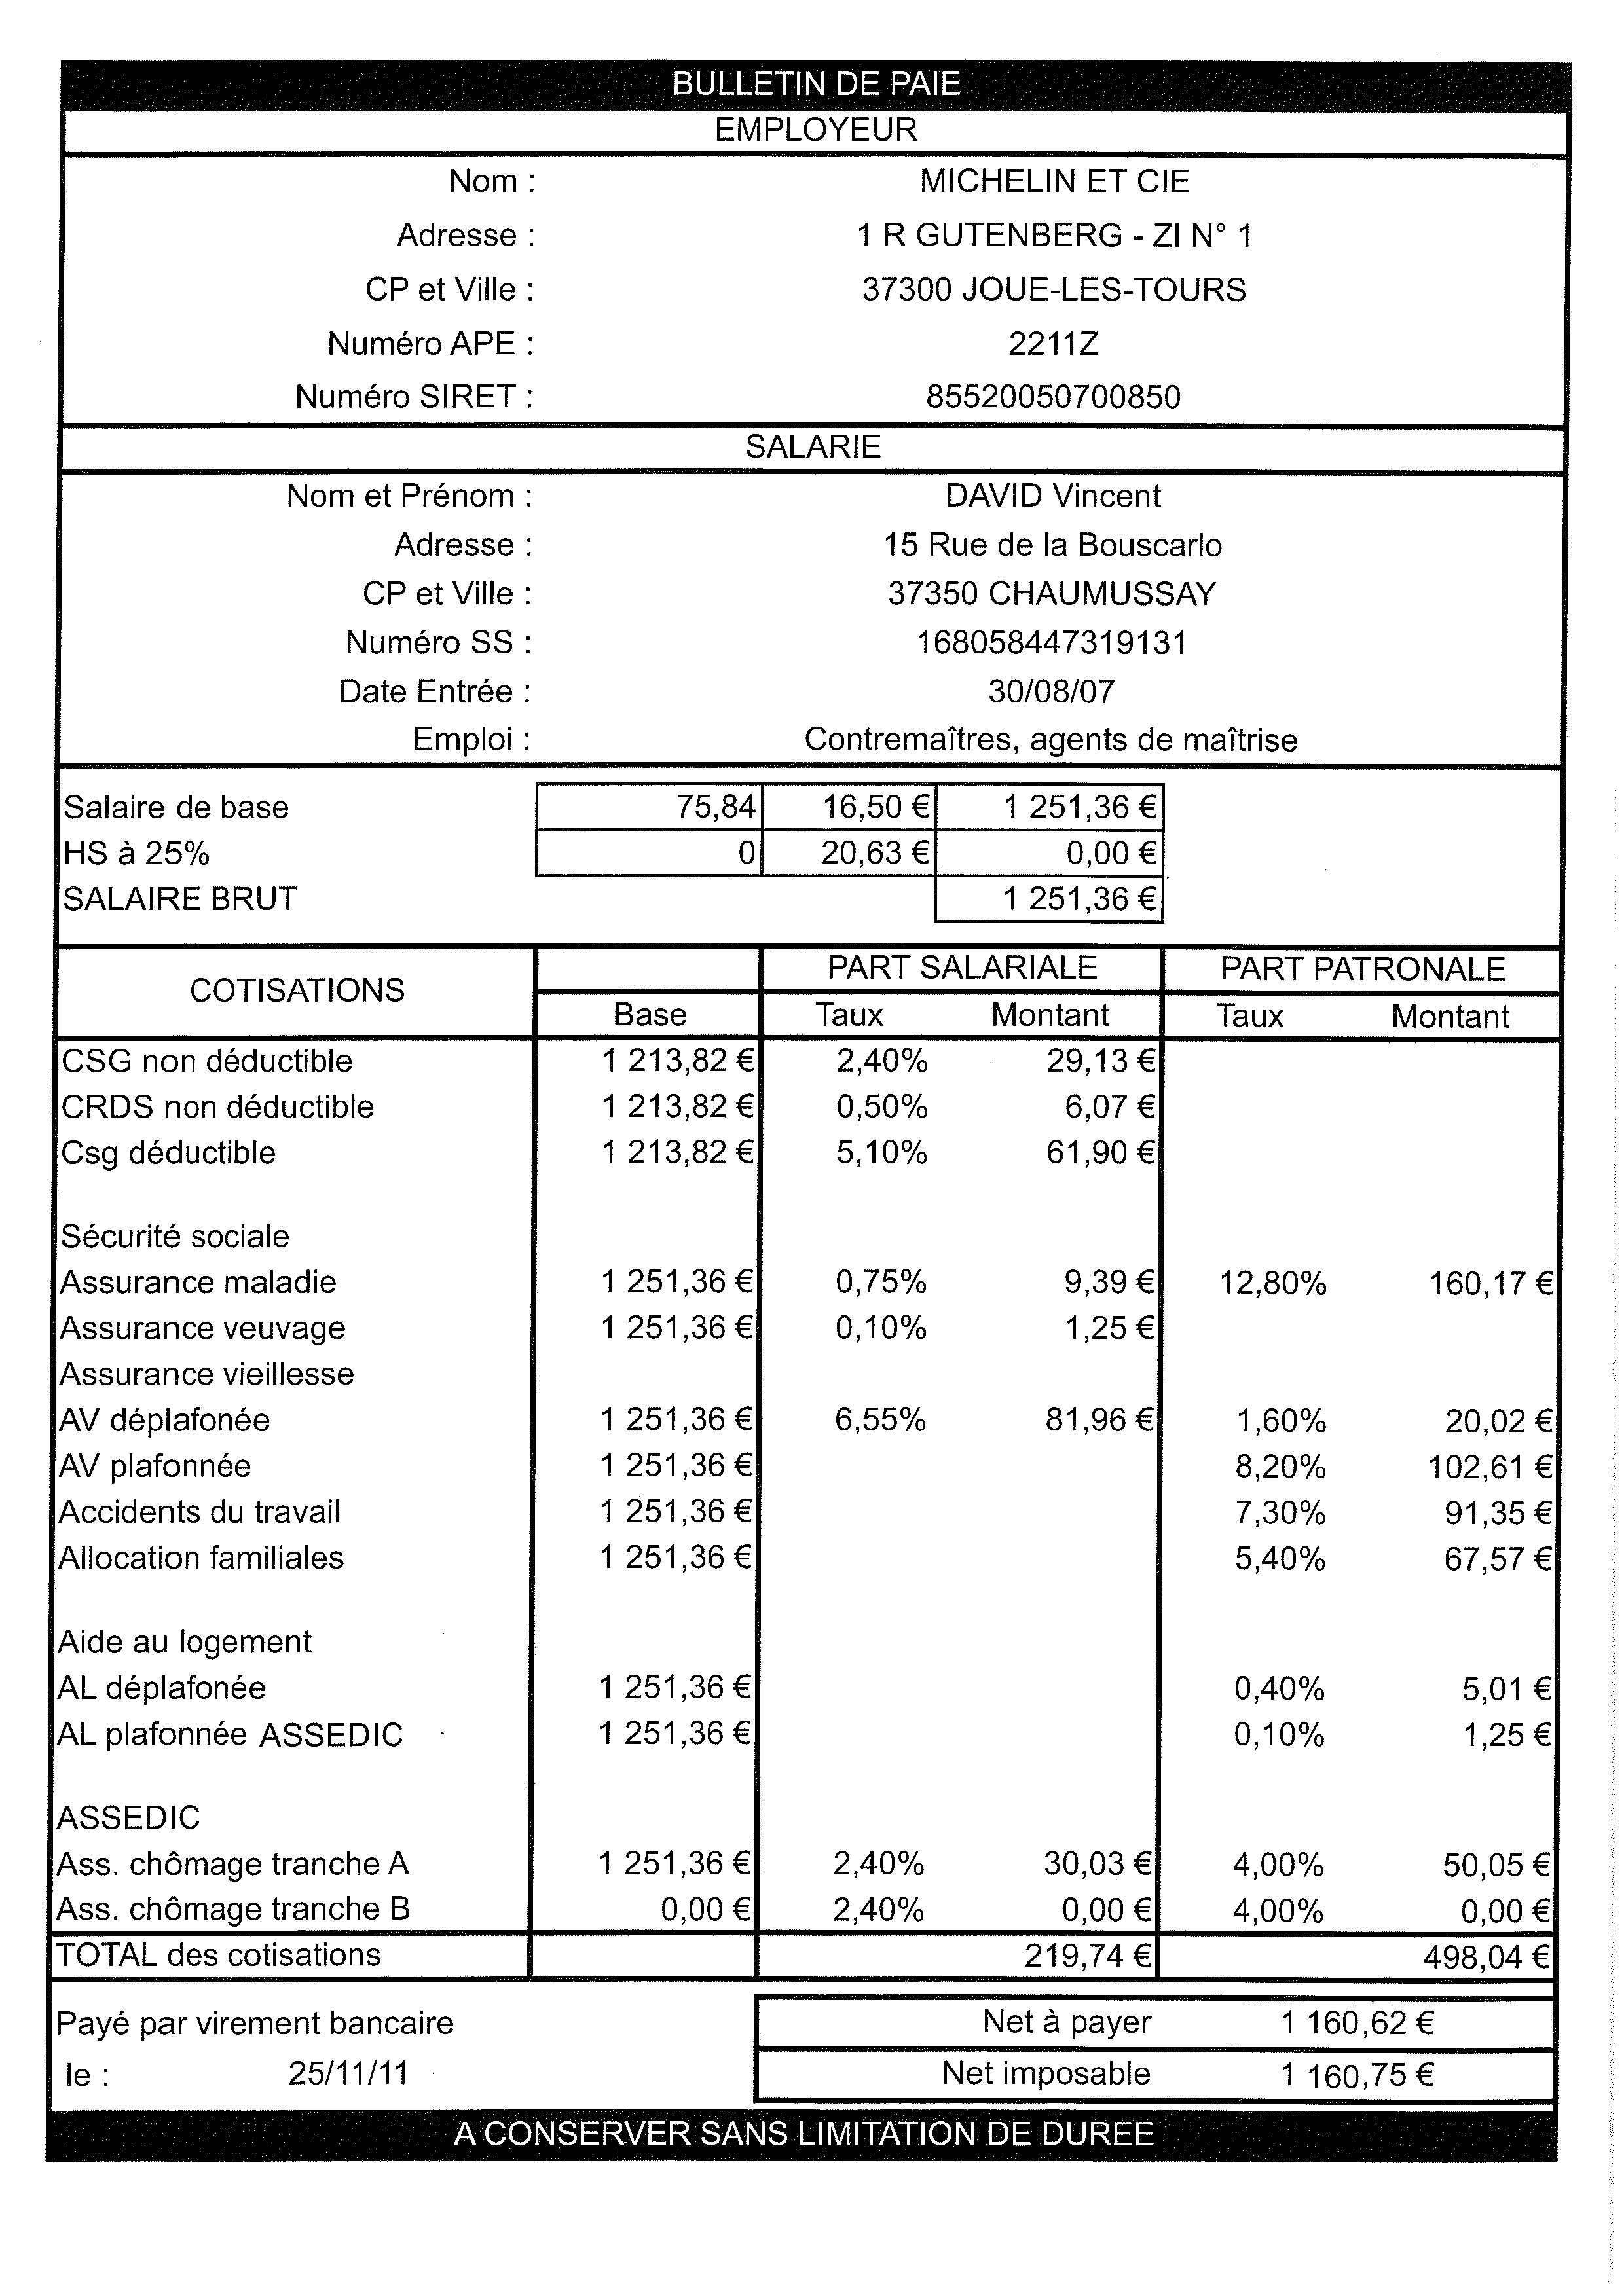 BULLETIN DE PAIE
EMPLOYEUR
Nom : MICHELIN ET CIE
Adresse : 1 R GUTENBERG - ZI N° 1
CP et Ville : 37300 JOUE-LES-TOURS
Numéro APE : 2211Z
Numéro SIRET : 85520050700850
SALARIE
Nom et Prénom : DAVID Vincent
Adresse : 15 Rue de la Bouscarlo
CP et Ville : 37350 CHAUMUSSAY
Numéro SS : 168058447319131
Date Entrée : 30/08/07
Emploi : Contremaîtres, agents de maîtrise
Salaire de base 75,84 16,50 € 1 251,36 €
HS à 25% 0 20,63 € 0,00 €
SALAIRE BRUT 1 251,36 €
COTISATIONS PART SALARIALE PART PATRONALE
Base Taux Montant Taux Montant
CSG non déductible 1 213,82 € 2,40% 29,13 €
CRDS non déductible 1 213,82 € 0,50% 6,07 €
Csg déductible 1 213,82 € 5,10% 61,90 €
Sécurité sociale
Assurance maladie 1 251,36 € 0,75% 9,39 € 12,80% 160,17 €
Assurance veuvage 1 251,36 € 0,10% 1,25 €
Assurance vieillesse
AV déplafonée 1 251,36 € 6,55% 81,96 € 1,60% 20,02 €
AV plafonnée 1 251,36 € 8,20% 102,61 €
Accidents du travail 1 251,36 € 7,30% 91,35 €
Allocation familiales 1 251,36 € 5,40% 67,57 €
Aide au logement
AL déplafonée 1 251,36 € 0,40% 5,01 €
AL plafonnée ASSEDIC 1 251,36 € 0,10% 1,25 €
ASSEDIC
Ass. chômage tranche A 1 251,36 € 2,40% 30,03 € 4,00% 50,05 €
Ass. chômage tranche B 0,00 € 2,40% 0,00 € 4,00% 0,00 €
TOTAL des cotisations 219,74 € 498,04 €
Payé par virement bancaire Net à payer 1 160,62 €
le : 25/11/11 Net imposable 1 160,75 €
A CONSERVER SANS LIMITATION DE DUREE